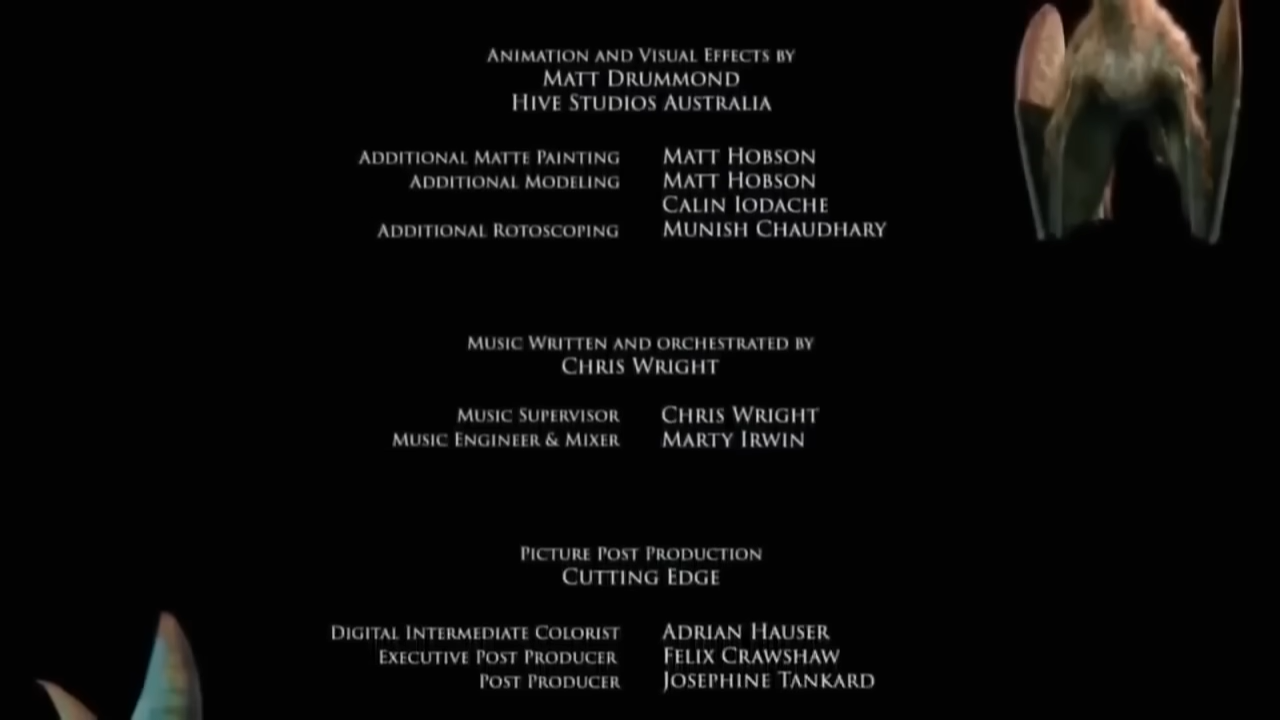 Animation and Visual Effects by
Matt Drummond
Hive Studios Australia
Additional Matte Painting Matt Hobson
Additional Modeling Matt Hobson
Calin Iodache
Additional Rotoscoping Munish Chaudhary
Music Written and orchestrated by
Chris Wright
Music Supervisor Chris Wright
Music Engineer & Mixer Marty Irwin
Picture Post Production
Cutting Edge
Digital Intermediate Colorist Adrian Hauser
Executive Post Producer Felix Crawshaw
Post Producer Josephine Tankard